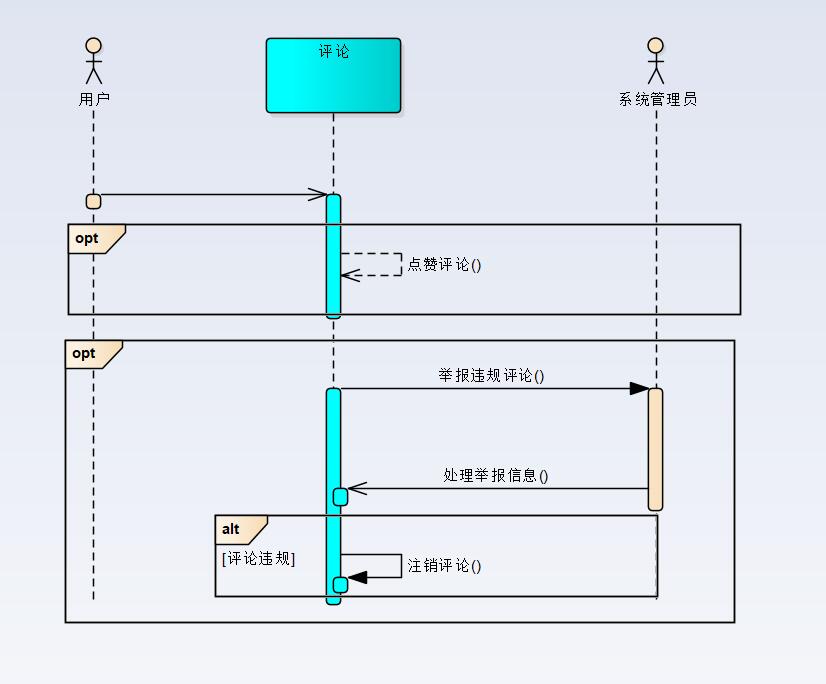 用户
评论
系统管理员
opt
点赞评论()
opt
举报违规评论()
处理举报信息()
alt
[评论违规]
注销评论()